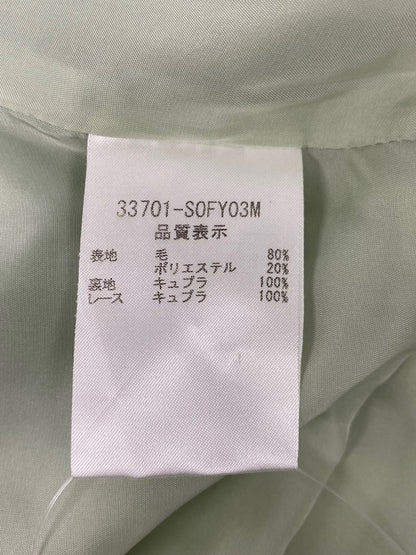 33701-SOFY03M
品質表示
表地 毛 80%
ポリエステル 20%
裏地 キュプラ 100%
レース キュプラ 100%